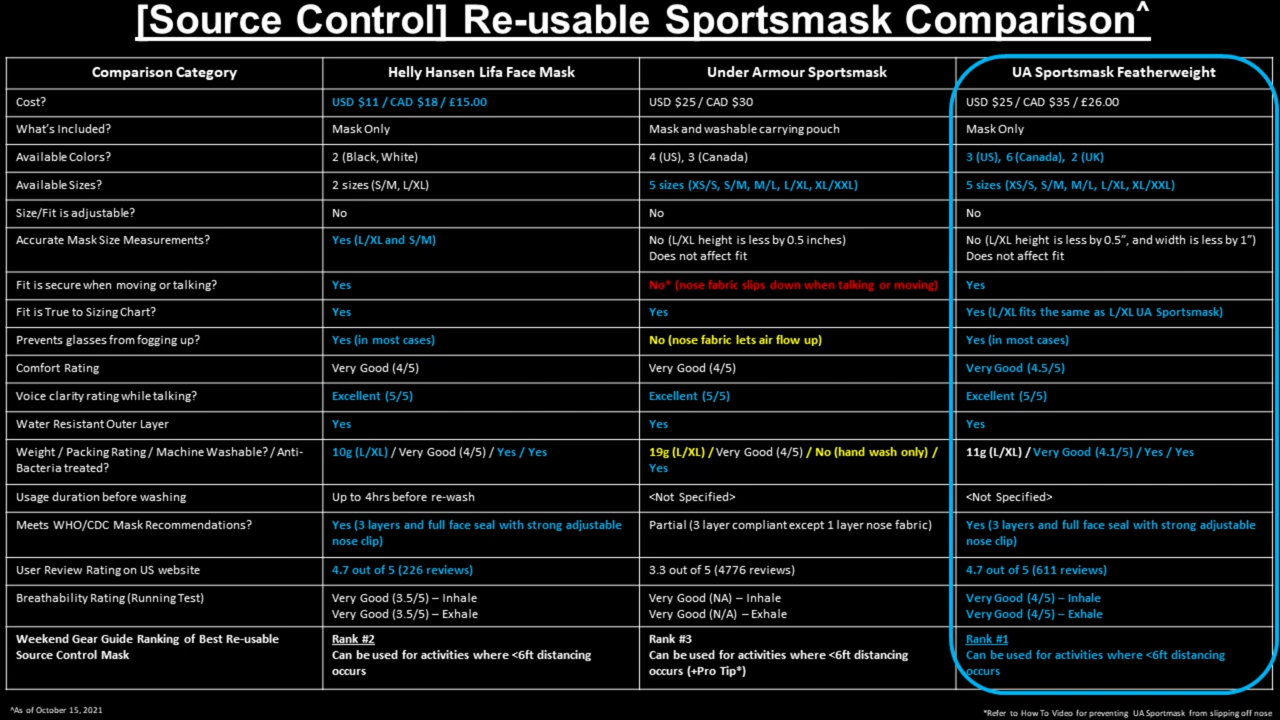 [Source Control] Re-usable Sportsmask Comparison^
Comparison Category Helly Hansen Lifa Face Mask Under Armour Sportsmask UA Sportsmask Featherweight
Cost? USD $11 / CAD $18 / £15.00 USD $25 / CAD $30 USD $25 / CAD $35 / £26.00
What's Included? Mask Only Mask and washable carrying pouch Mask Only
Available Colors? 2 (Black, White) 4 (US), 3 (Canada) 3 (US), 6 (Canada), 2 (UK)
Available Sizes? 2 sizes (S/M, L/XL) 5 sizes (XS/S, S/M, M/L, L/XL, XL/XXL) 5 sizes (XS/S, S/M, M/L, L/XL, XL/XXL)
Size/Fit is adjustable? No No No
Accurate Mask Size Measurements? Yes (L/XL and S/M) No (L/XL height is less by 0.5 inches) No (L/XL height is less by 0.5”, and width is less by 1”)
Does not affect fit Does not affect fit
Fit is secure when moving or talking? Yes No* (nose fabric slips down when talking or moving) Yes
Fit is True to Sizing Chart? Yes Yes Yes (L/XL fits the same as L/XL UA Sportsmask)
Prevents glasses from fogging up? Yes (in most cases) No (nose fabric lets air flow up) Yes (in most cases)
Comfort Rating Very Good (4/5) Very Good (4/5) Very Good (4.5/5)
Voice clarity rating while talking? Excellent (5/5) Excellent (5/5) Excellent (5/5)
Water Resistant Outer Layer Yes Yes Yes
Weight / Packing Rating / Machine Washable? / Anti- 10g (L/XL) / Very Good (4/5) / Yes / Yes 19g (L/XL) / Very Good (4/5) / No (hand wash only) / 11g (L/XL) / Very Good (4.1/5) / Yes / Yes
Bacteria treated? Yes
Usage duration before washing Up to 4hrs before re-wash <Not Specified> <Not Specified>
Meets WHO/CDC Mask Recommendations? Yes (3 layers and full face seal with strong adjustable Partial (3 layer compliant except 1 layer nose fabric) Yes (3 layers and full face seal with strong adjustable
nose clip) nose clip)
User Review Rating on US website 4.7 out of 5 (226 reviews) 3.3 out of 5 (4776 reviews) 4.7 out of 5 (611 reviews)
Breathability Rating (Running Test) Very Good (3.5/5) – Inhale Very Good (NA) – Inhale Very Good (4/5) – Inhale
Very Good (3.5/5) – Exhale Very Good (N/A) – Exhale Very Good (4/5) – Exhale
Weekend Gear Guide Ranking of Best Re-usable Rank #2 Rank #3 Rank #1
Source Control Mask Can be used for activities where <6ft distancing Can be used for activities where <6ft distancing Can be used for activities where <6ft distancing
occurs occurs (+Pro Tip*) occurs
^As of October 15, 2021 *Refer to How To Video for preventing UA Sportmask from slipping off nose